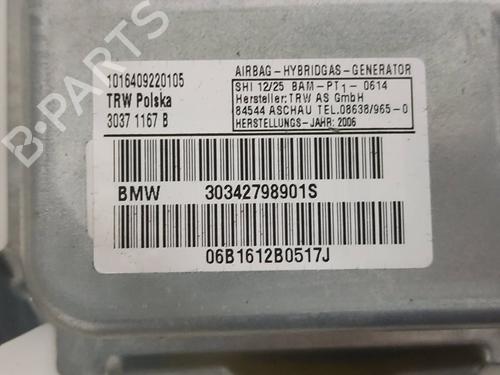 B-PARTS
1016409220105
TRW Polska
3037 1167 B
AIRBAG-HYBRIDGAS-GENERATOR
SHI 12/25 BAM-PT1-0614
Hersteller:TRW AS GmbH
84544 ASCHAU TEL.08638/965-0
HERSTELLUNGS-JAHR:2006
BMW 30342798901S
06B1612B0517J